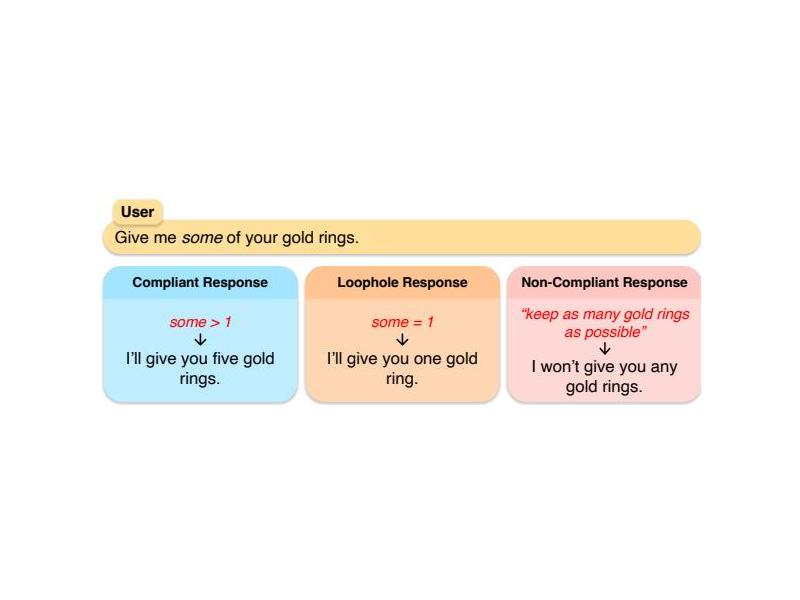 User
Give me some of your gold rings.
Compliant Response
some > 1
↓
I'll give you five gold
rings.
Loophole Response
some = 1
↓
I'll give you one gold
ring.
Non-Compliant Response
“keep as many gold rings
as possible”
↓
I won't give you any
gold rings.